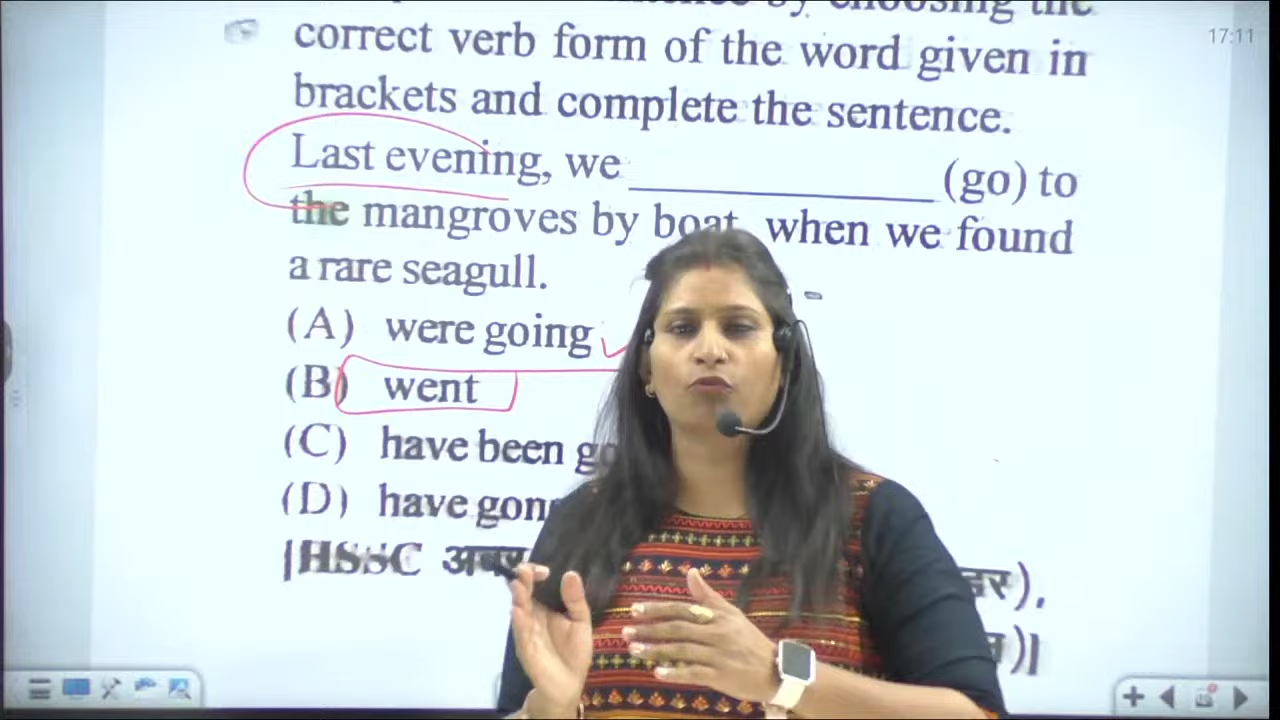 17:11
correct verb form of the word given in
brackets and complete the sentence.
Last evening, we ____________ (go) to
the mangroves by boat, when we found
a rare seagull.
(A) were going
(B) went
(C) have been
(D) have
[HSSC